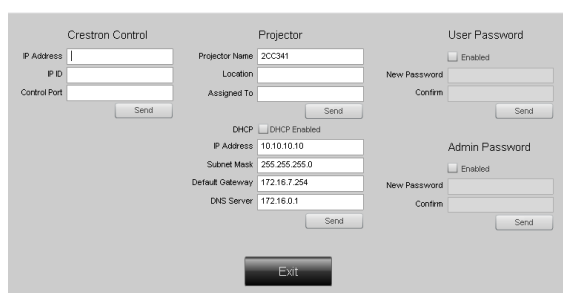 Crestron Control
IP Address
IP ID
Control Port
Send
Projector
Projector Name 2CC341
Location
Assigned To
Send
DHCP DHCP Enabled
IP Address 10.10.10.10
Subnet Mask 255.255.255.0
Default Gateway 172.16.7.254
DNS Server 172.16.0.1
Send
User Password
Enabled
New Password
Confirm
Send
Admin Password
Enabled
New Password
Confirm
Send
Exit